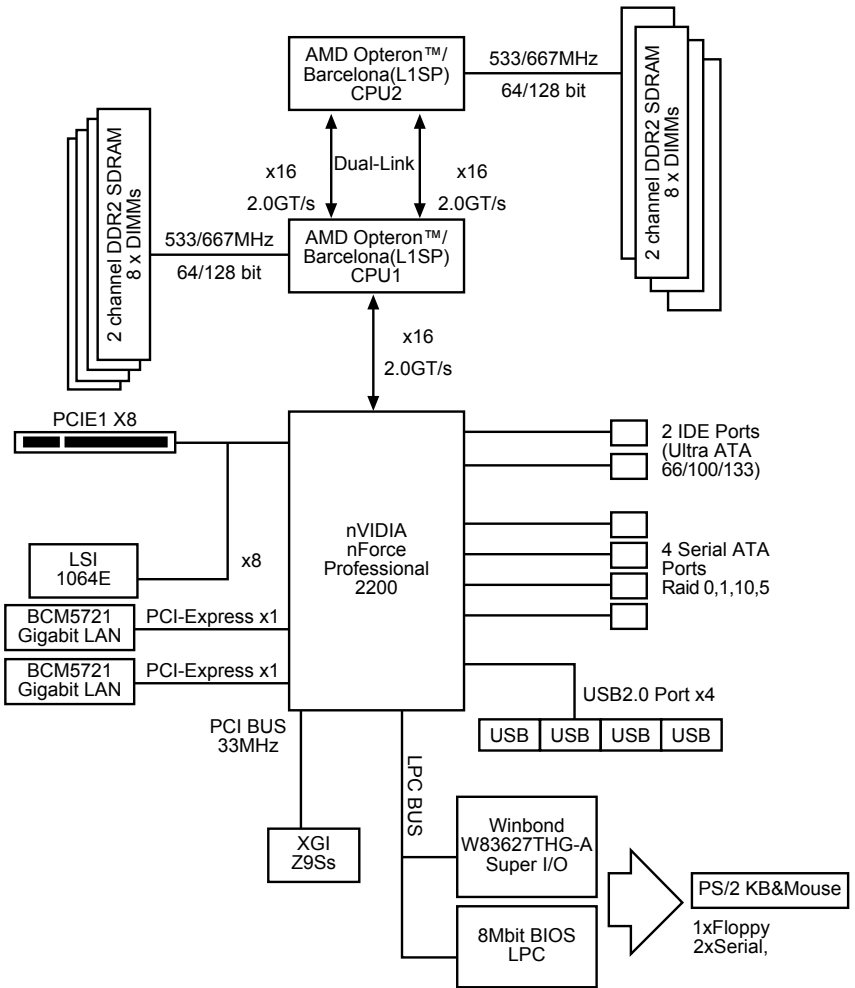 AMD Opteron™/
Barcelona(L1SP)
CPU2
533/667MHz
64/128 bit
2 channel DDR2 SDRAM
8 x DIMMs
x16
2.0GT/s
Dual-Link
x16
2.0GT/s
2 channel DDR2 SDRAM
8 x DIMMs
533/667MHz
64/128 bit
AMD Opteron™/
Barcelona(L1SP)
CPU1
x16
2.0GT/s
PCIE1 X8
LSI
1064E
x8
BCM5721
Gigabit LAN
PCI-Express x1
BCM5721
Gigabit LAN
PCI-Express x1
nVIDIA
nForce
Professional
2200
2 IDE Ports
(Ultra ATA
66/100/133)
4 Serial ATA
Ports
Raid 0,1,10,5
USB2.0 Port x4
USB
USB
USB
USB
PCI BUS
33MHz
LPC BUS
XGI
Z9Ss
Winbond
W83627THG-A
Super I/O
8Mbit BIOS
LPC
PS/2 KB&Mouse
1xFloppy
2xSerial,